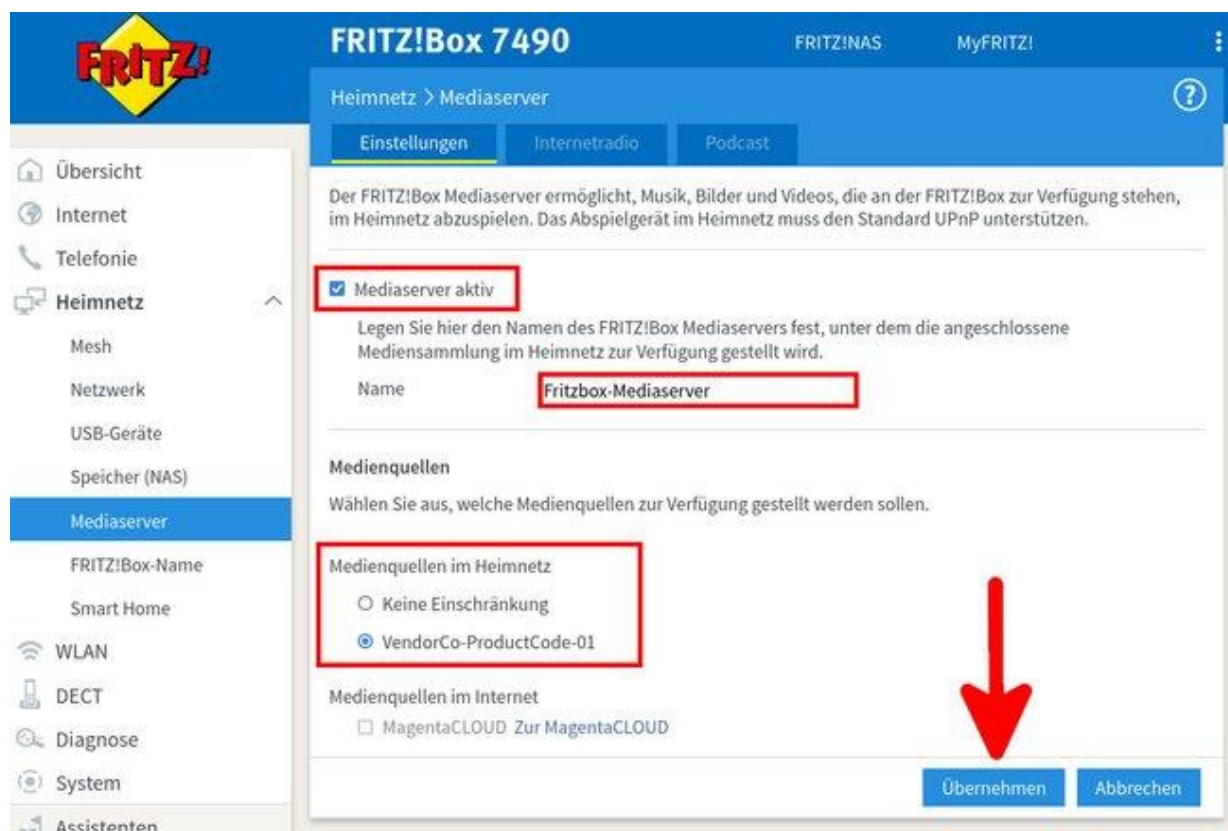 FRITZ!
FRITZ!Box 7490
FRITZ!NAS
MyFRITZ!
Heimnetz > Mediaserver
Einstellungen
Internetradio
Podcast
Übersicht
Internet
Telefonie
Heimnetz
Mesh
Netzwerk
USB-Geräte
Speicher (NAS)
Mediaserver
FRITZ!Box-Name
Smart Home
WLAN
DECT
Diagnose
System
Assistenten
Der FRITZ!Box Mediaserver ermöglicht, Musik, Bilder und Videos, die an der FRITZ!Box zur Verfügung stehen,
im Heimnetz abzuspielen. Das Abspielgerät im Heimnetz muss den Standard UPnP unterstützen.
Mediaserver aktiv
Legen Sie hier den Namen des FRITZ!Box Mediaservers fest, unter dem die angeschlossene
Mediensammlung im Heimnetz zur Verfügung gestellt wird.
Name Fritzbox-Mediaserver
Medienquellen
Wählen Sie aus, welche Medienquellen zur Verfügung gestellt werden sollen.
Medienquellen im Heimnetz
Keine Einschränkung
VendorCo-ProductCode-01
Medienquellen im Internet
MagentaCLOUD Zur MagentaCLOUD
Übernehmen
Abbrechen